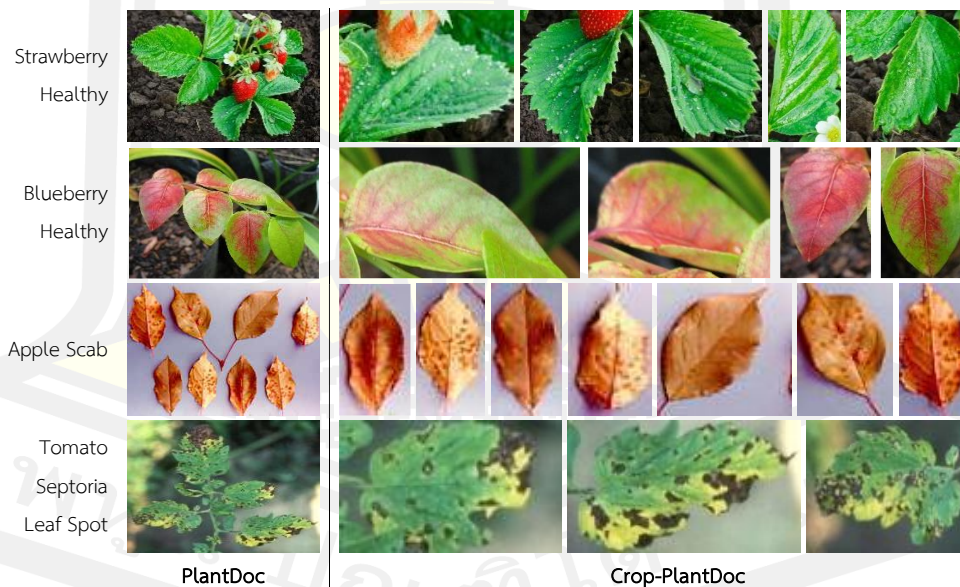 Strawberry
Healthy
Blueberry
Healthy
Apple Scab
Tomato
Septoria
Leaf Spot
PlantDoc
Crop-PlantDoc